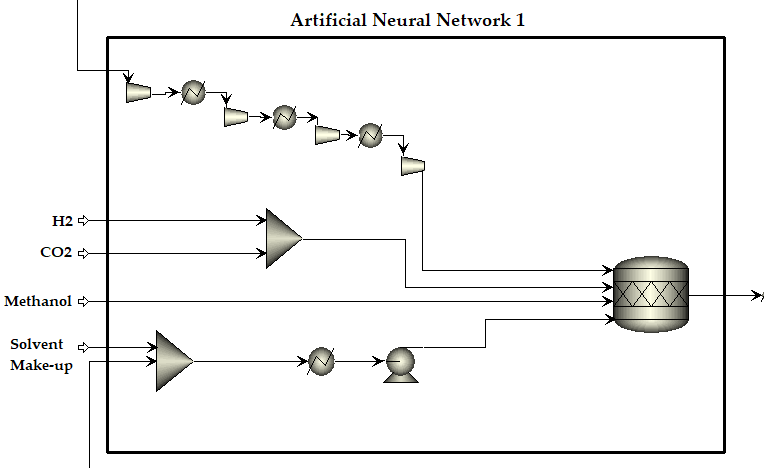 Artificial Neural Network 1
H2
CO2
Methanol
Solvent
Make-up